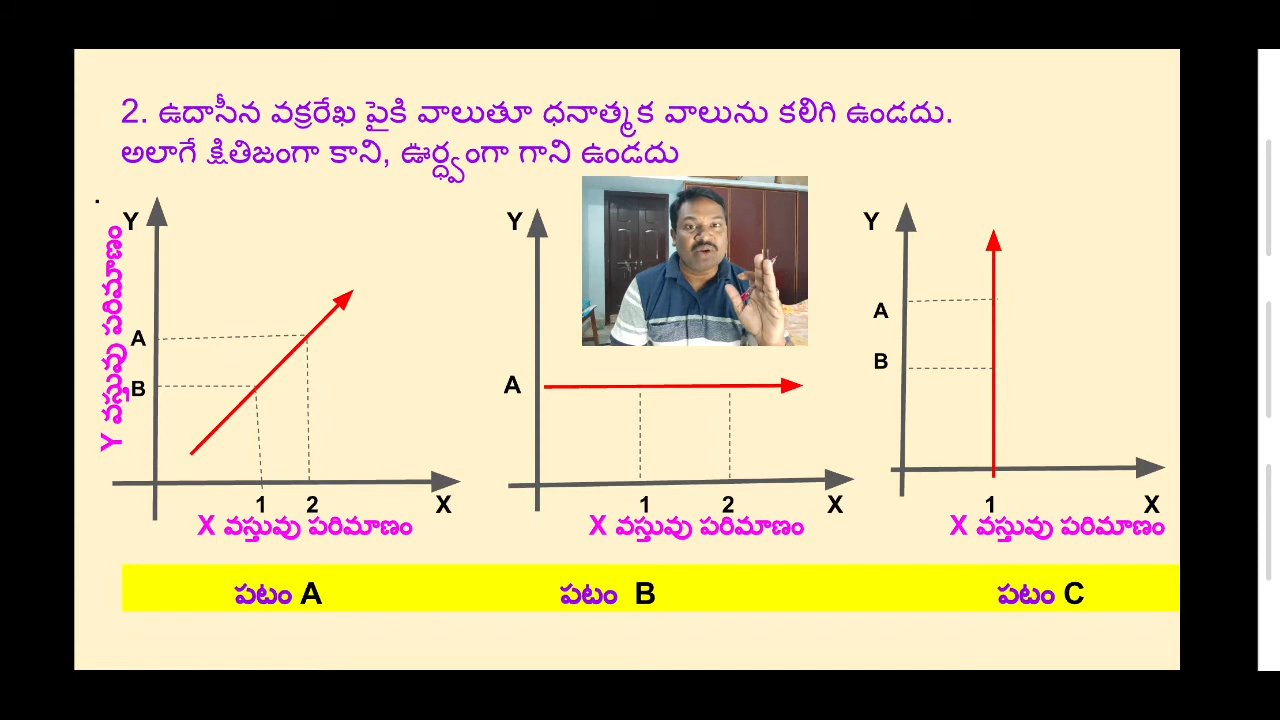 2. ఉదాసీన వక్రరేఖ పైకి వాలుతూ ధనాత్మక వాలును కలిగి ఉండదు.
అలాగే క్షితిజంగా కాని, ఊర్ధ్వంగా గాని ఉండదు
Y
Y వస్తువు పరిమాణం
A
B
1 2 X
X వస్తువు పరిమాణం
Y
A
1 2 X
X వస్తువు పరిమాణం
Y
A
B
1 X
X వస్తువు పరిమాణం
పటం A
పటం B
పటం C